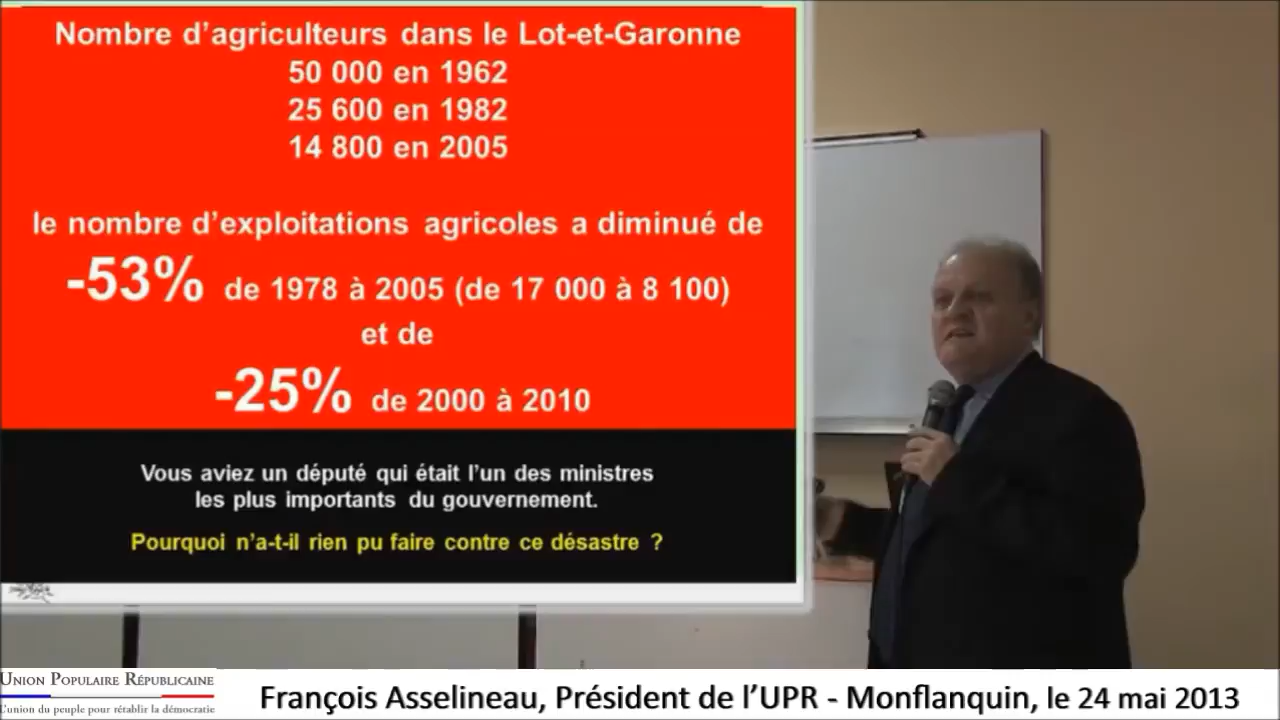 Nombre d’agriculteurs dans le Lot-et-Garonne
50 000 en 1962
25 600 en 1982
14 800 en 2005
le nombre d’exploitations agricoles a diminué de
-53% de 1978 à 2005 (de 17 000 à 8 100)
et de
-25% de 2000 à 2010
Vous aviez un député qui était l’un des ministres
les plus importants du gouvernement.
Pourquoi n’a-t-il rien pu faire contre ce désastre ?
UNION POPULAIRE RÉPUBLICAINE
L’union du peuple pour rétablir la démocratie
François Asselineau, Président de l’UPR - Monflanquin, le 24 mai 2013